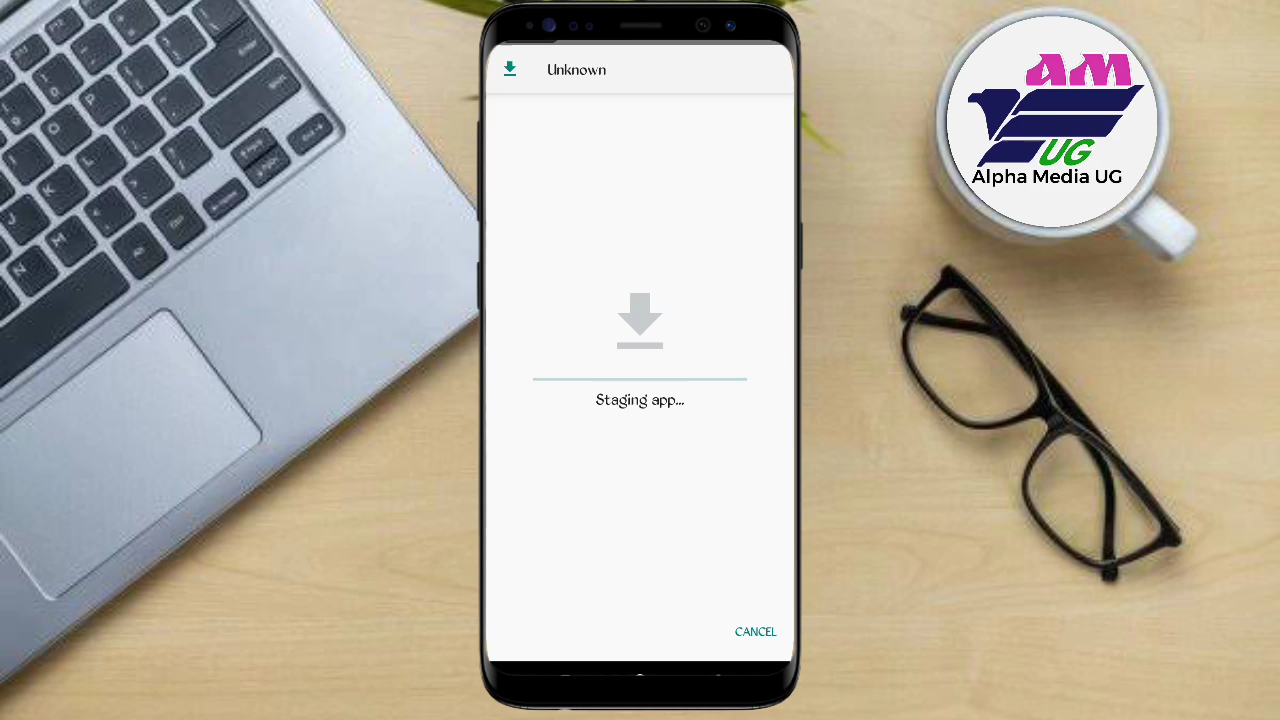 Unknown
Staging app...
CANCEL
AM
UG
Alpha Media UG